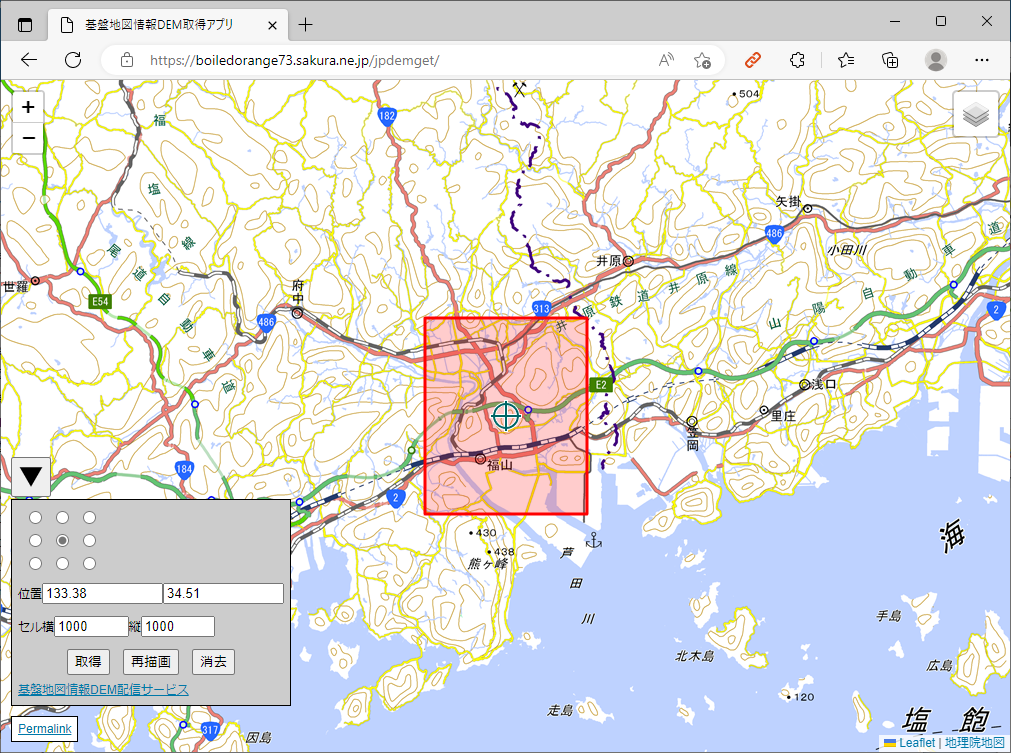 基盤地図情報DEM取得アプリ
https://boiledorange73.sakura.ne.jp/jpdemget/
+
−
504
182
福
塩
線
矢掛
486
小田川
尾
道
自
動
車
道
井原
井
原
鉄
道
井
原
線
山
陽
自
動
車
道
世羅
E54
府中
486
313
2
E2
浅口
里庄
笠岡
福山
184
2
430
438
熊ヶ峰
芦
田
川
海
手島
北木島
広島
120
走島
塩飽
317
因島
位置 133.38 34.51
セル横 1000 縦 1000
取得 再描画 消去
基盤地図情報DEM配信サービス
Permalink
Leaflet | 地理院地図